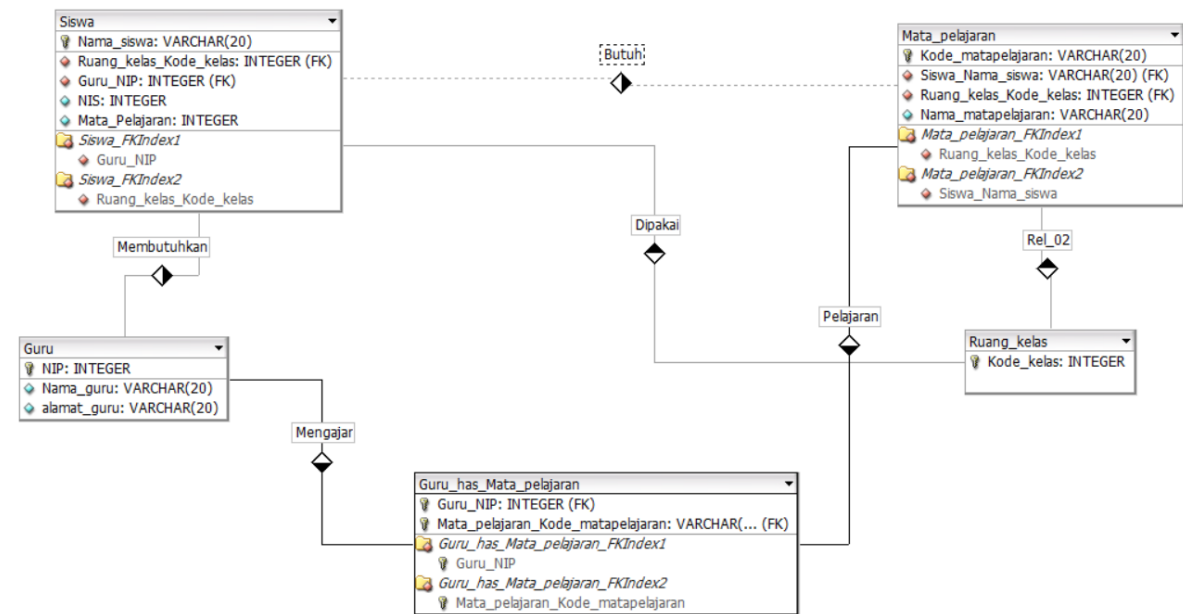 Siswa
Nama_siswa: VARCHAR(20)
Ruang_kelas_Kode_kelas: INTEGER (FK)
Guru_NIP: INTEGER (FK)
NIS: INTEGER
Mata_Pelajaran: INTEGER
Siswa_FKIndex1
Guru_NIP
Siswa_FKIndex2
Ruang_kelas_Kode_kelas
Butuh
Mata_pelajaran
Kode_matapelajaran: VARCHAR(20)
Siswa_Nama_siswa: VARCHAR(20) (FK)
Ruang_kelas_Kode_kelas: INTEGER (FK)
Nama_matapelajaran: VARCHAR(20)
Mata_pelajaran_FKIndex1
Ruang_kelas_Kode_kelas
Mata_pelajaran_FKIndex2
Siswa_Nama_siswa
Membutuhkan
Dipakai
Rel_02
Pelajaran
Guru
NIP: INTEGER
Nama_guru: VARCHAR(20)
alamat_guru: VARCHAR(20)
Ruang_kelas
Kode_kelas: INTEGER
Mengajar
Guru_has_Mata_pelajaran
Guru_NIP: INTEGER (FK)
Mata_pelajaran_Kode_matapelajaran: VARCHAR(... (FK)
Guru_has_Mata_pelajaran_FKIndex1
Guru_NIP
Guru_has_Mata_pelajaran_FKIndex2
Mata_pelajaran_Kode_matapelajaran